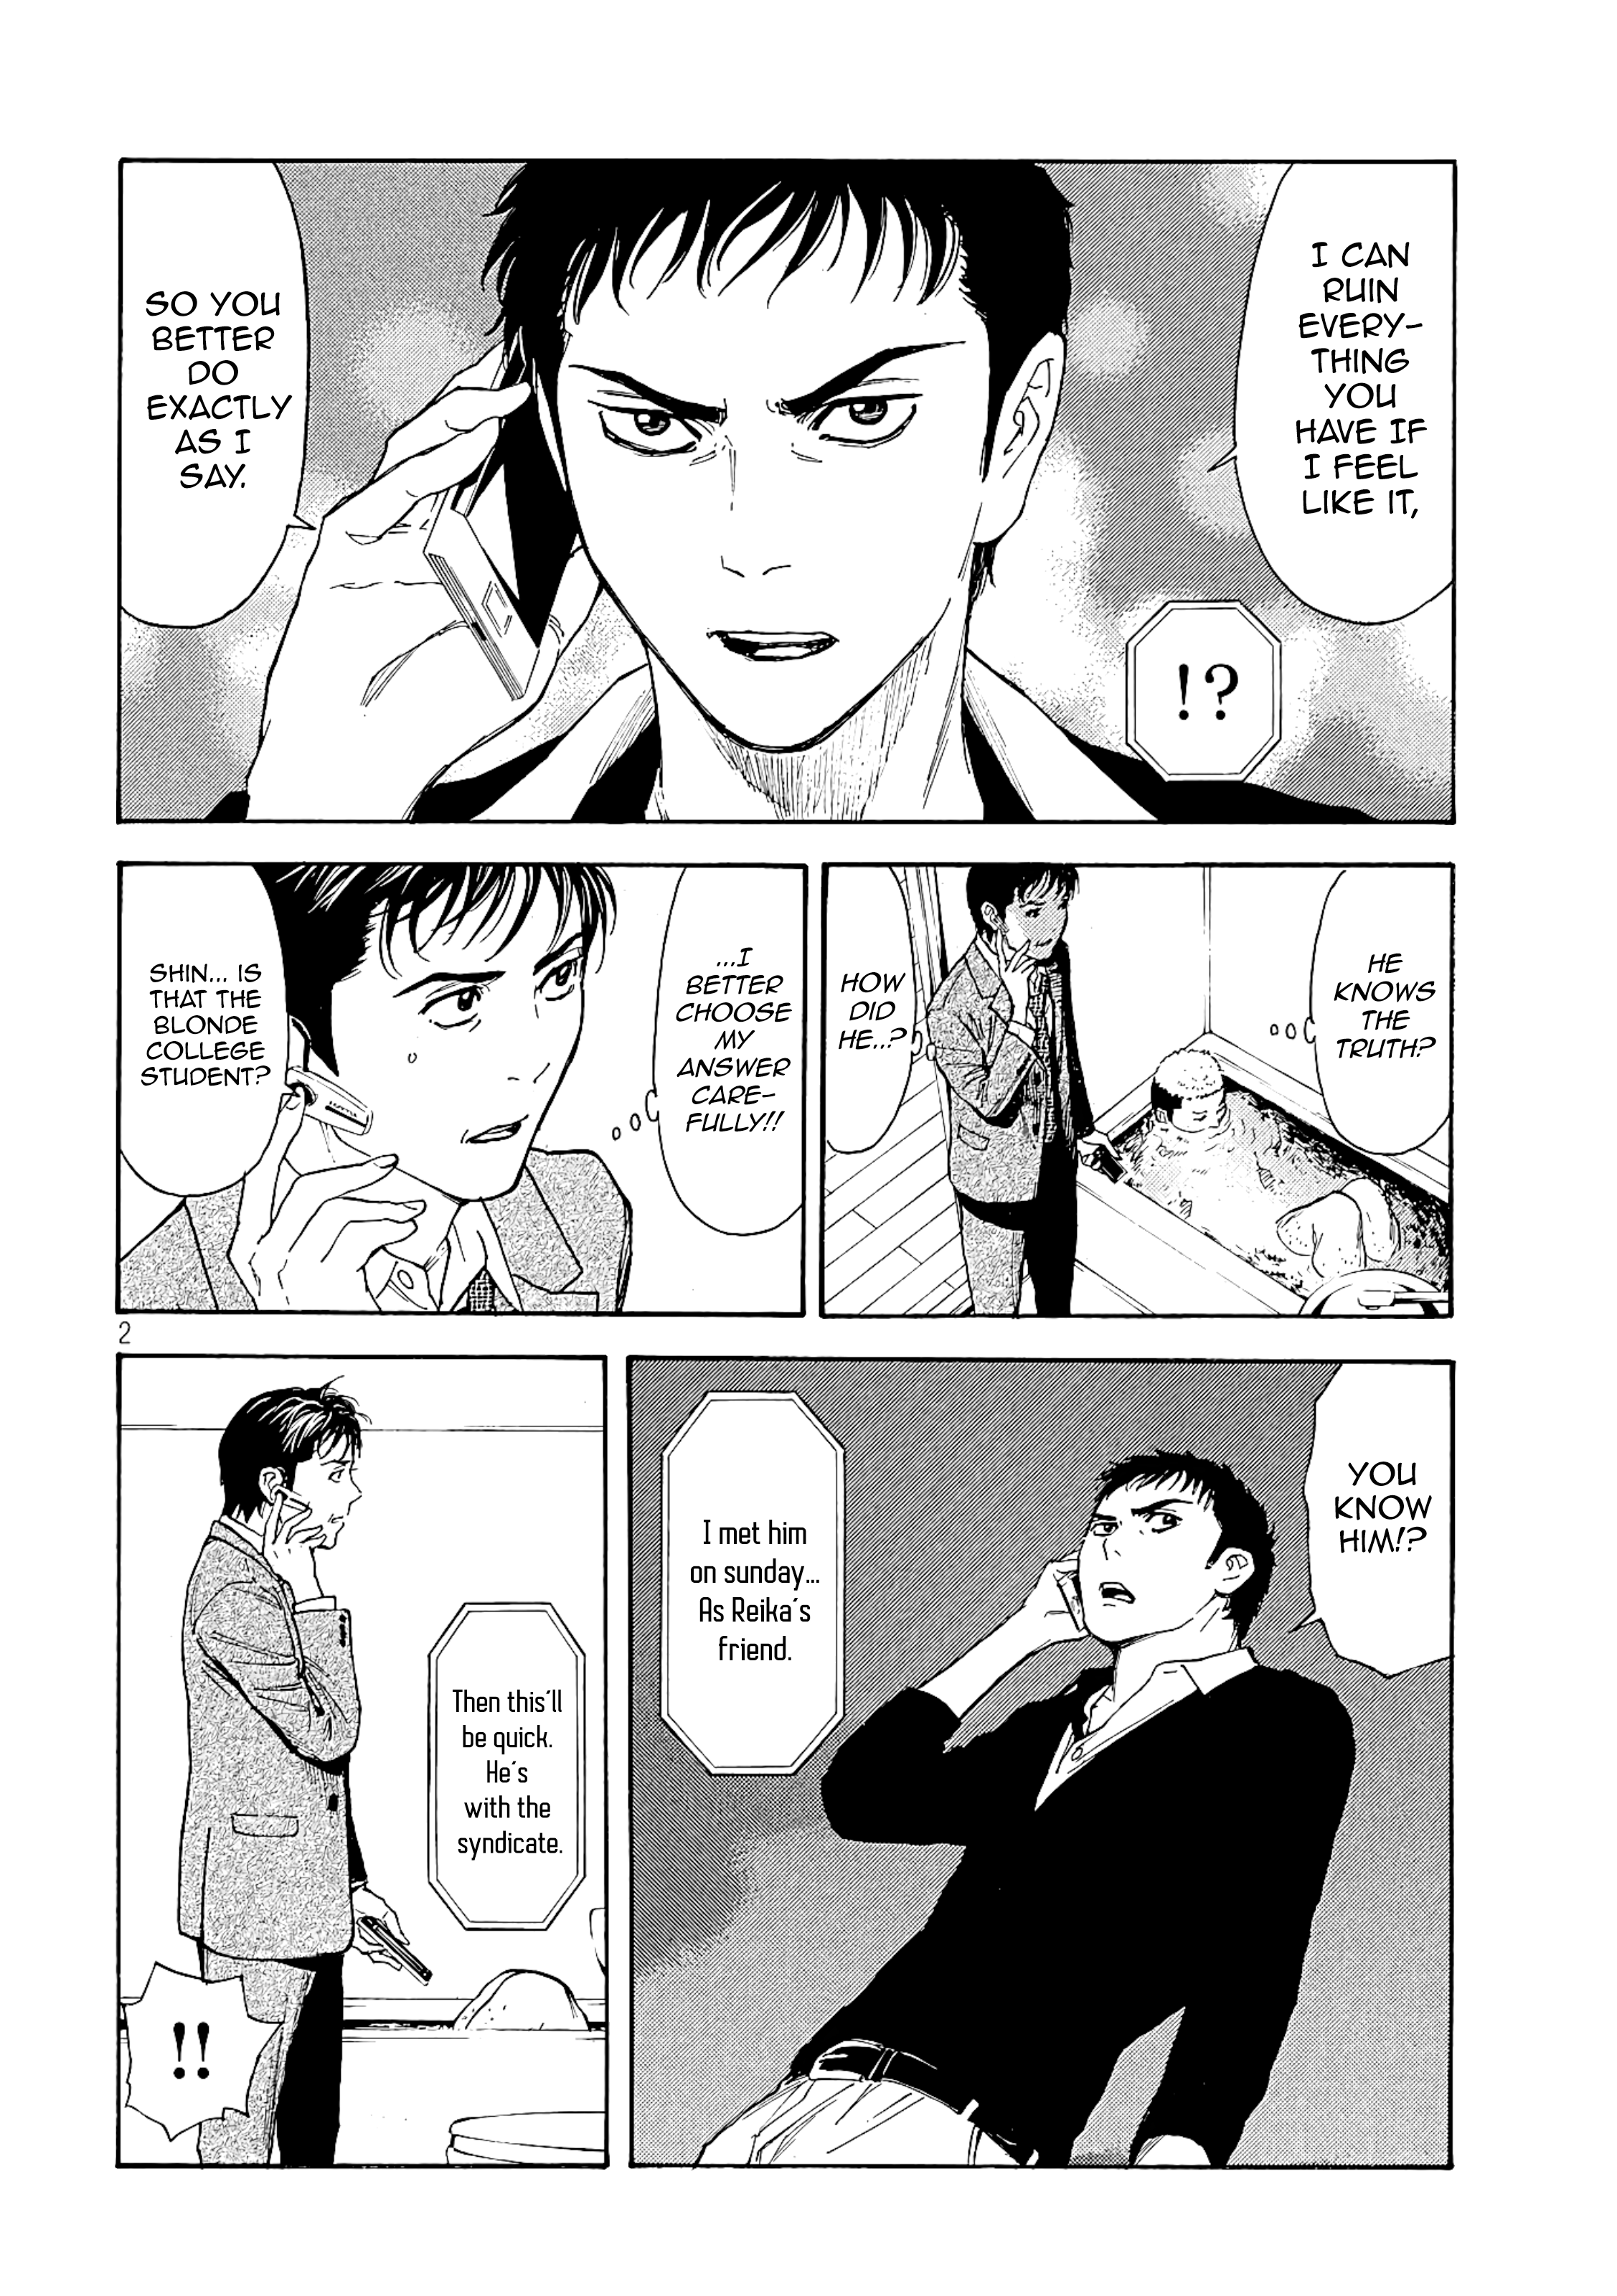 I CAN
RUIN
EVERY-
THING
YOU
HAVE IF
I FEEL
LIKE IT,
!?
SO YOU
BETTER
DO
EXACTLY
AS I
SAY.
HE
KNOWS
THE
TRUTH?
HOW
DID
HE..?
...I
BETTER
CHOOSE
MY
ANSWER
CARE-
FULLY!!
SHIN... IS
THAT THE
BLONDE
COLLEGE
STUDENT?
2
YOU
KNOW
HIM!?
I met him
on sunday...
As Reika's
friend.
Then this'll
be quick.
He's
with the
syndicate.
!!